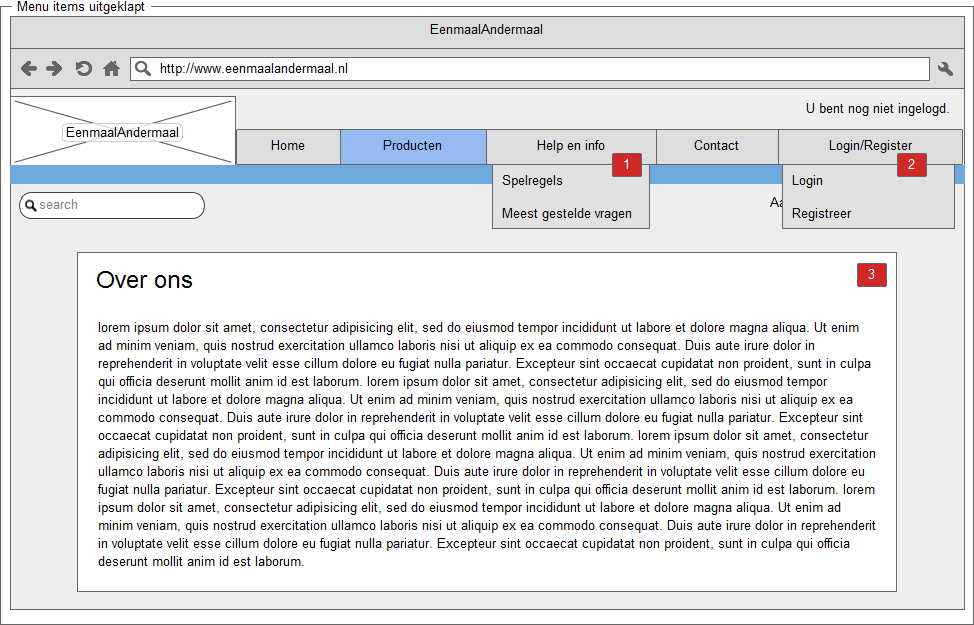 Menu items uitgeklapt
EenmaalAndermaal
http://www.eenmaalandermaal.nl
U bent nog niet ingelogd.
EenmaalAndermaal
Home
Producten
Help en info
Contact
Login/Register
1
2
Spelregels
Login
search
Aa
Meest gestelde vragen
Registreer
Over ons
3
lorem ipsum dolor sit amet, consectetur adipisicing elit, sed do eiusmod tempor incididunt ut labore et dolore magna aliqua. Ut enim
ad minim veniam, quis nostrud exercitation ullamco laboris nisi ut aliquip ex ea commodo consequat. Duis aute irure dolor in
reprehenderit in voluptate velit esse cillum dolore eu fugiat nulla pariatur. Excepteur sint occaecat cupidatat non proident, sunt in culpa
qui officia deserunt mollit anim id est laborum. lorem ipsum dolor sit amet, consectetur adipisicing elit, sed do eiusmod tempor
incididunt ut labore et dolore magna aliqua. Ut enim ad minim veniam, quis nostrud exercitation ullamco laboris nisi ut aliquip ex ea
commodo consequat. Duis aute irure dolor in reprehenderit in voluptate velit esse cillum dolore eu fugiat nulla pariatur. Excepteur sint
occaecat cupidatat non proident, sunt in culpa qui officia deserunt mollit anim id est laborum. lorem ipsum dolor sit amet, consectetur
adipisicing elit, sed do eiusmod tempor incididunt ut labore et dolore magna aliqua. Ut enim ad minim veniam, quis nostrud exercitation
ullamco laboris nisi ut aliquip ex ea commodo consequat. Duis aute irure dolor in reprehenderit in voluptate velit esse cillum dolore eu
fugiat nulla pariatur. Excepteur sint occaecat cupidatat non proident, sunt in culpa qui officia deserunt mollit anim id est laborum. lorem
ipsum dolor sit amet, consectetur adipisicing elit, sed do eiusmod tempor incididunt ut labore et dolore magna aliqua. Ut enim ad
minim veniam, quis nostrud exercitation ullamco laboris nisi ut aliquip ex ea commodo consequat. Duis aute irure dolor in reprehenderit
in voluptate velit esse cillum dolore eu fugiat nulla pariatur. Excepteur sint occaecat cupidatat non proident, sunt in culpa qui officia
deserunt mollit anim id est laborum.